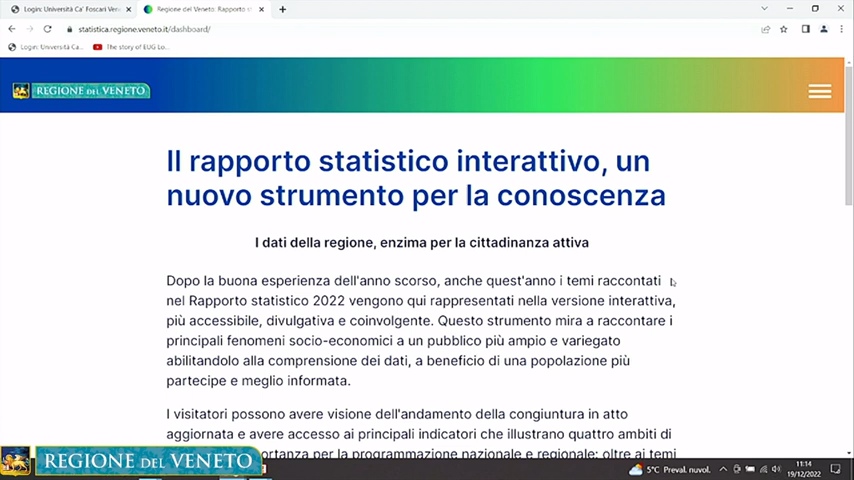 Login: Università Ca' Foscari Ven
Regione del Veneto: Rapporto st
statistica.regione.veneto.it/dashboard/
Login: Università Ca...
The story of EUG Lo...
REGIONE DEL VENETO
Il rapporto statistico interattivo, un
nuovo strumento per la conoscenza
I dati della regione, enzima per la cittadinanza attiva
Dopo la buona esperienza dell'anno scorso, anche quest'anno i temi raccontati
nel Rapporto statistico 2022 vengono qui rappresentati nella versione interattiva,
più accessibile, divulgativa e coinvolgente. Questo strumento mira a raccontare i
principali fenomeni socio-economici a un pubblico più ampio e variegato
abilitandolo alla comprensione dei dati, a beneficio di una popolazione più
partecipe e meglio informata.
I visitatori possono avere visione dell'andamento della congiuntura in atto
aggiornata e avere accesso ai principali indicatori che illustrano quattro ambiti di
portanza per la programmazione nazionale e regionale: oltre ai temi
REGIONE DEL VENETO
5°C Preval. nuvol.
11:14
19/12/2022